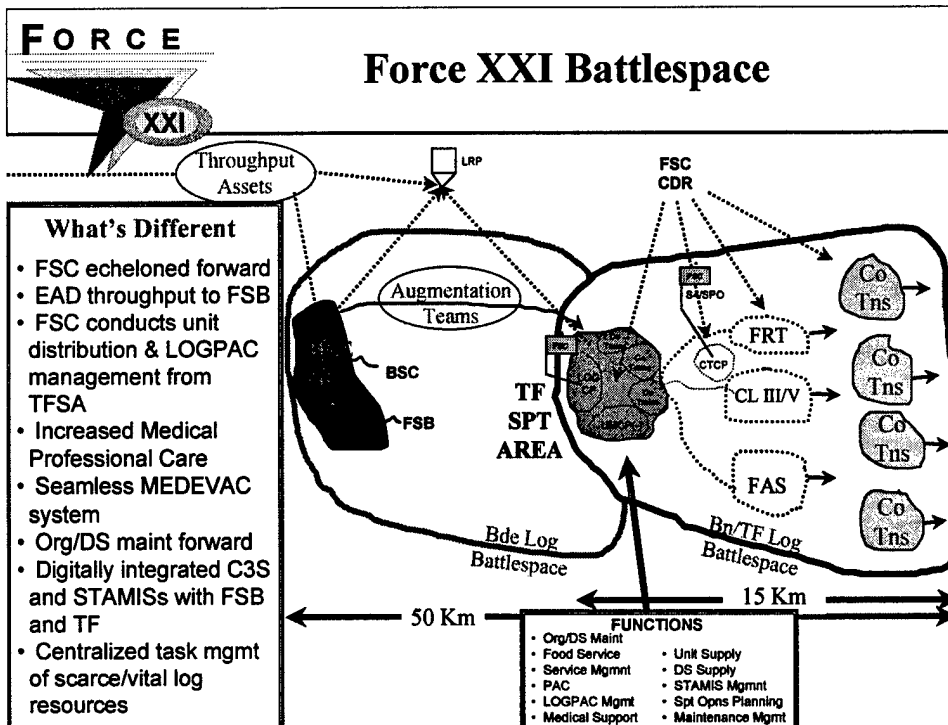 FORCE
XXI
Force XXI Battlespace
Throughput
Assets
LRP
FSC
CDR
What's Different
• FSC echeloned forward
• EAD throughput to FSB
• FSC conducts unit
distribution & LOGPAC
management from
TFSA
• Increased Medical
Professional Care
• Seamless MEDEVAC
system
• Org/DS maint forward
• Digitally integrated C3S
and STAMISs with FSB
and TF
• Centralized task mgmt
of scarce/vital log
resources
Augmentation
Teams
BSC
FSB
TF
SPT
AREA
FSC
FSC
S4/SPO
CTCP
FRT
CL III/V
FAS
Co
Tns
Co
Tns
Co
Tns
Co
Tns
Bde Log
Battlespace
Bn/TF Log
Battlespace
50 Km
15 Km
FUNCTIONS
• Org/DS Maint
• Food Service
• Service Mgmnt
• PAC
• LOGPAC Mgmt
• Medical Support
• Unit Supply
• DS Supply
• STAMIS Mgmnt
• Spt Opns Planning
• Maintenance Mgmt